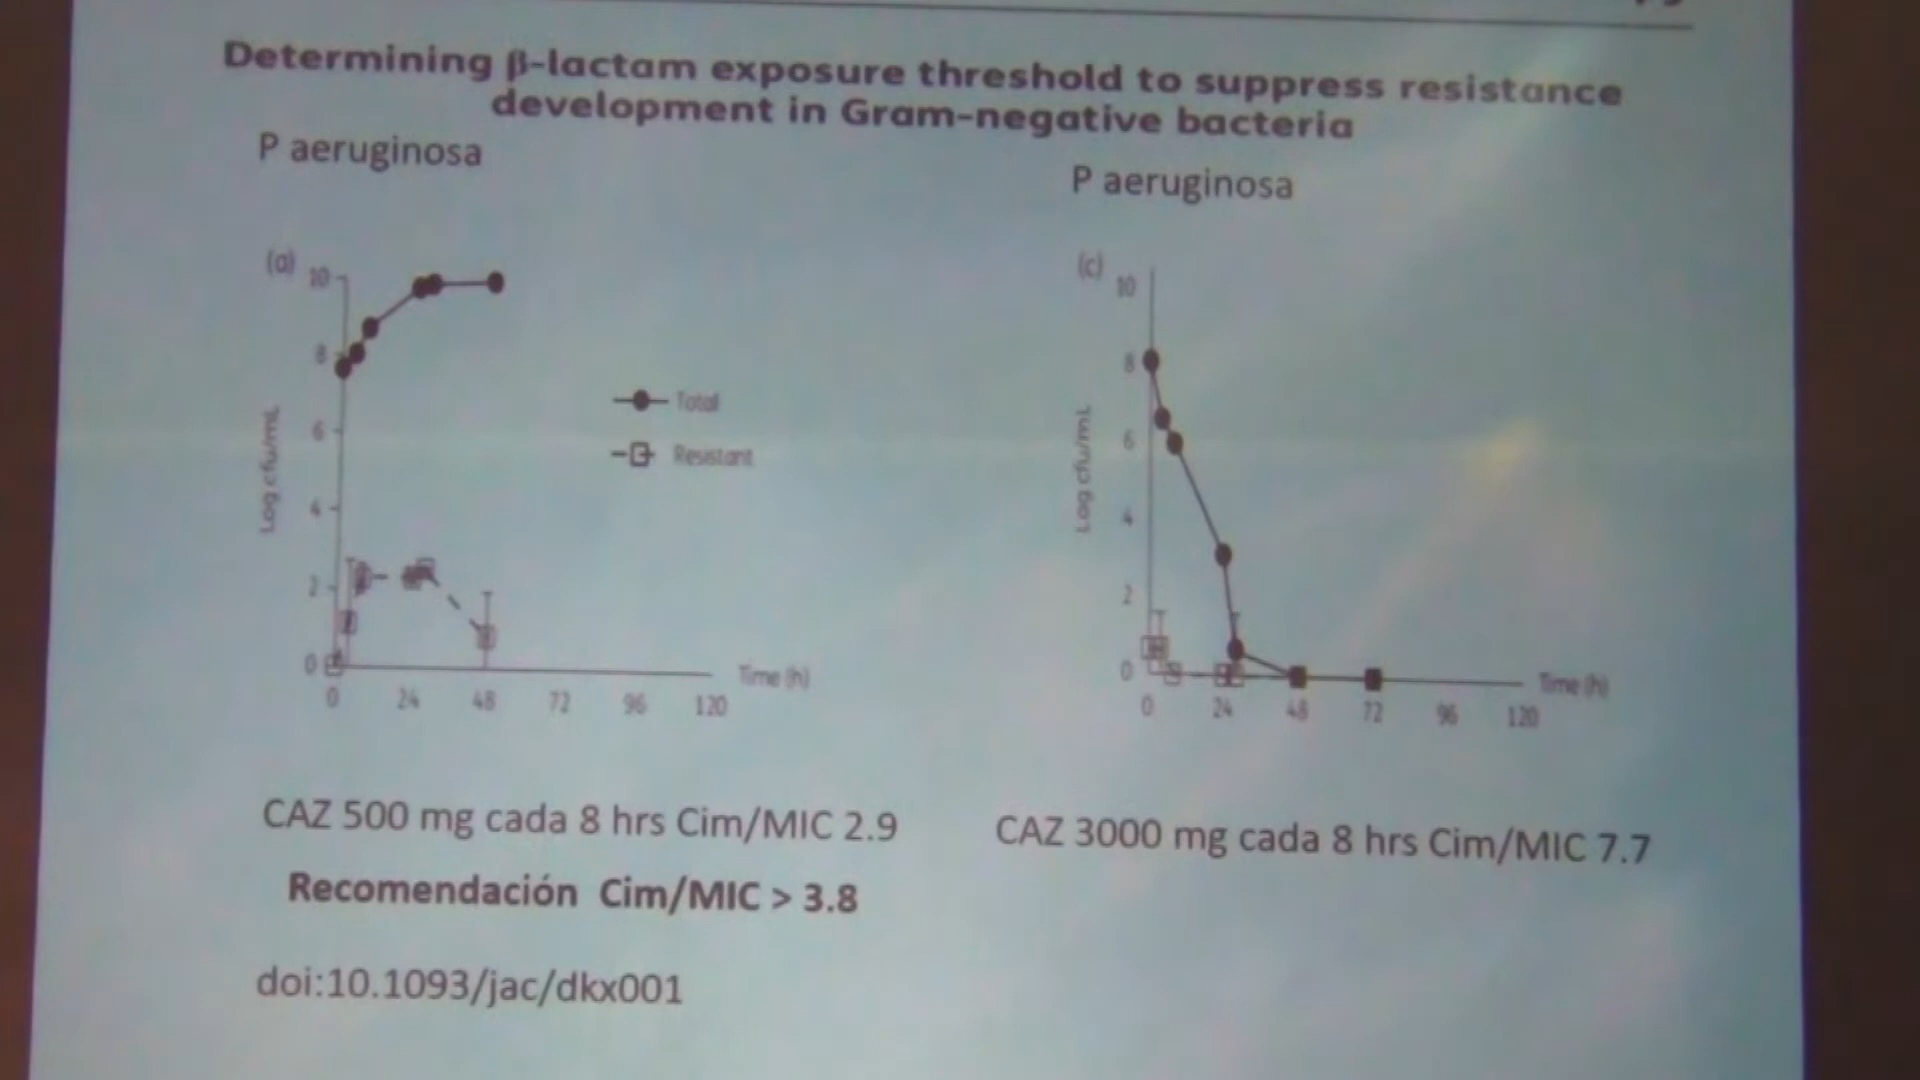 Determining β-lactam exposure threshold to suppress resistance
development in Gram-negative bacteria
P aeruginosa
P aeruginosa
(a)
10
8
6
4
2
0
Log cfu/mL
0 24 48 72 96 120
Time (h)
Total
Resistant
(c)
10
8
6
4
2
0
Log cfu/mL
0 24 48 72 96 120
Time (h)
CAZ 500 mg cada 8 hrs Cim/MIC 2.9
CAZ 3000 mg cada 8 hrs Cim/MIC 7.7
Recomendación Cim/MIC > 3.8
doi:10.1093/jac/dkx001